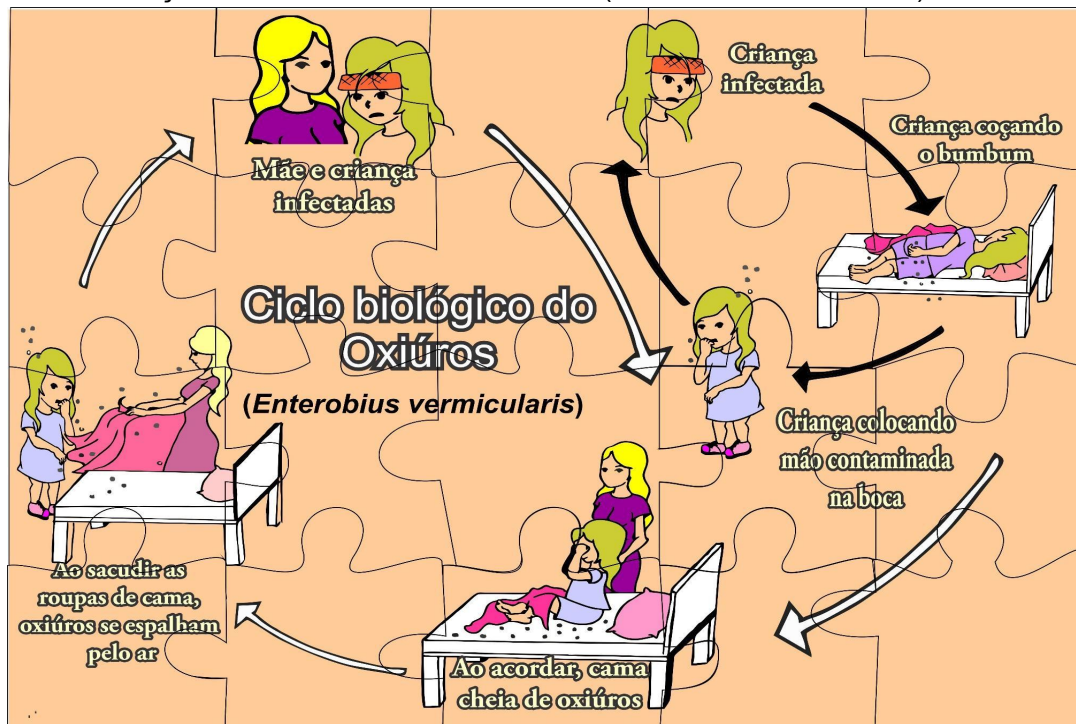 Mãe e criança
infectadas
Criança
infectada
Criança coçando
o bumbum
Ciclo biológico do
Oxiúros
(Enterobius vermicularis)
Criança colocando
mão contaminada
na boca
Ao sacudir as
roupas de cama,
oxiúros se espalham
pelo ar
Ao acordar, cama
cheia de oxiúros